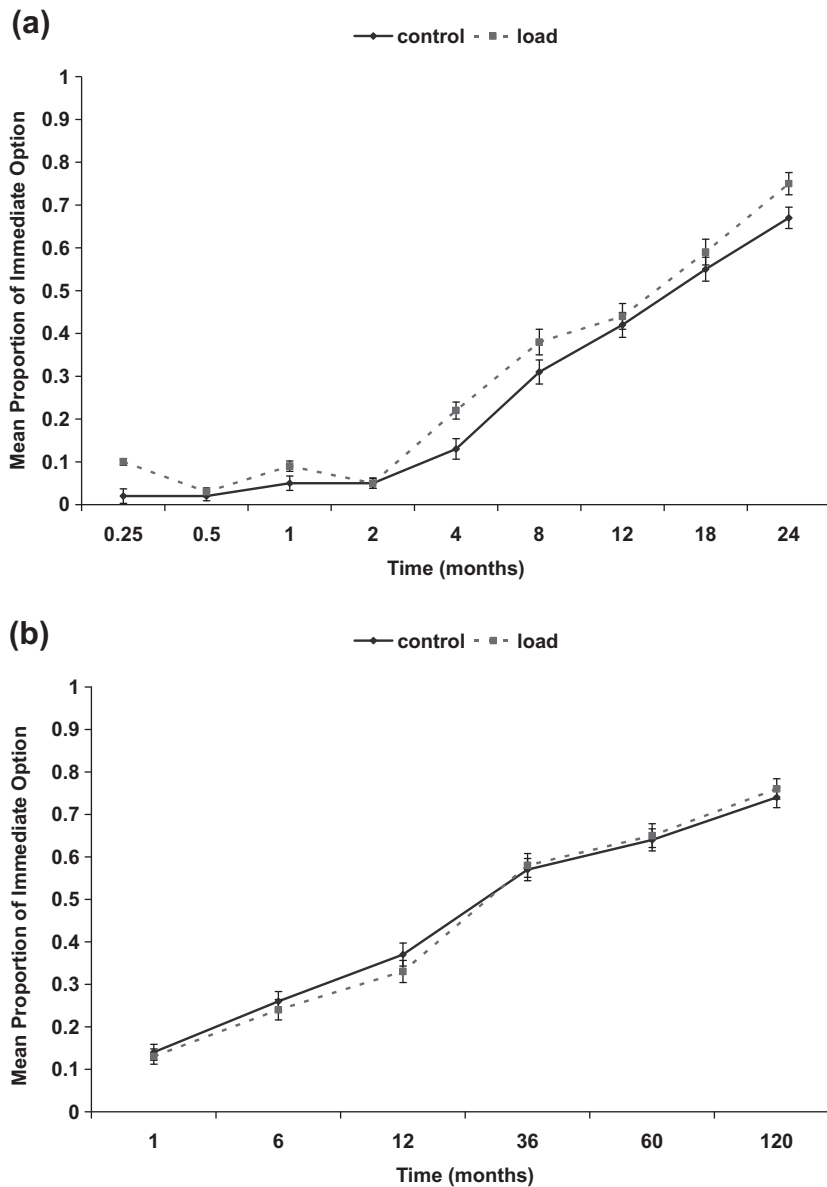 (a)
control load
1
0.9
0.8
0.7
0.6
0.5
0.4
0.3
0.2
0.1
0
Mean Proportion of Immediate Option
0.25 0.5 1 2 4 8 12 18 24
Time (months)
(b)
control load
1
0.9
0.8
0.7
0.6
0.5
0.4
0.3
0.2
0.1
0
Mean Proportion of Immediate Option
1 6 12 36 60 120
Time (months)